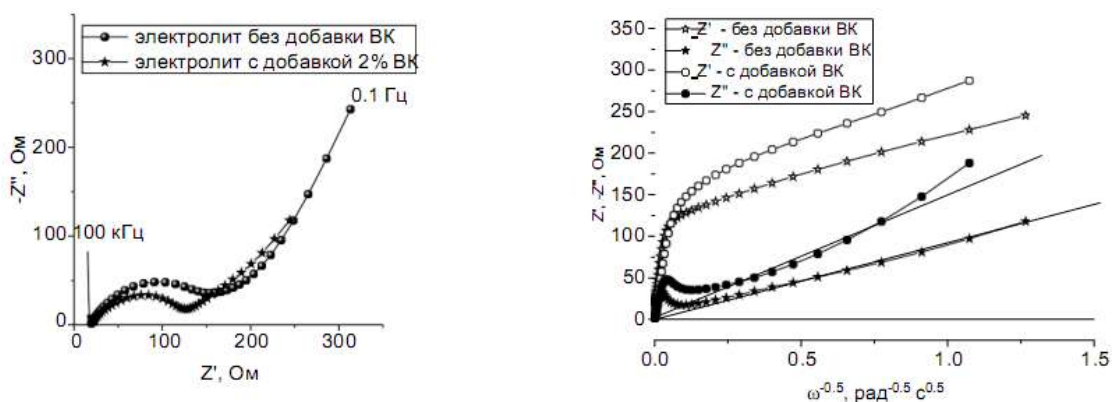 электролит без добавки ВК
электролит с добавкой 2% ВК
0.1 Гц
100 кГц
-Z'', Ом
300
200
100
0
0
100
200
300
Z', Ом
Z' - без добавки ВК
Z'' - без добавки ВК
Z' - с добавкой ВК
Z'' - с добавкой ВК
Z', -Z'', Ом
350
300
250
200
150
100
50
0
0.0
0.5
1.0
1.5
ω-0.5, рад-0.5 с0.5